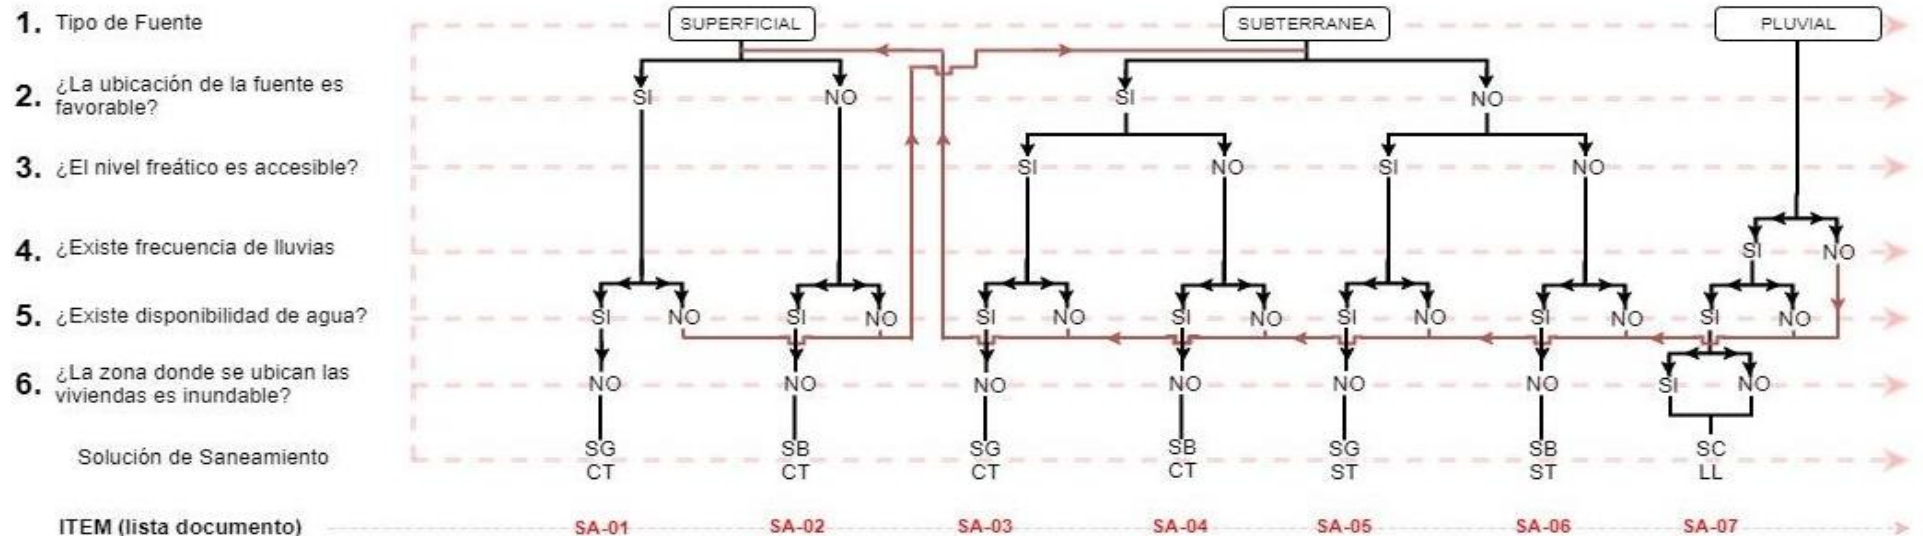 1. Tipo de Fuente SUPERFICIAL SUBTERRANEA PLUVIAL
2. ¿La ubicación de la fuente es
favorable?
SI NO SI NO
3. ¿El nivel freático es accesible? SI NO SI NO
4. ¿Existe frecuencia de lluvias SI NO
5. ¿Existe disponibilidad de agua? SI NO SI NO SI NO SI NO SI NO SI NO SI NO
6. ¿La zona donde se ubican las
viviendas es inundable?
NO NO NO NO NO NO SI NO
Solución de Saneamiento
SG SB SG SB SG SB SC
CT CT CT CT ST ST LL
ITEM (lista documento) SA-01 SA-02 SA-03 SA-04 SA-05 SA-06 SA-07